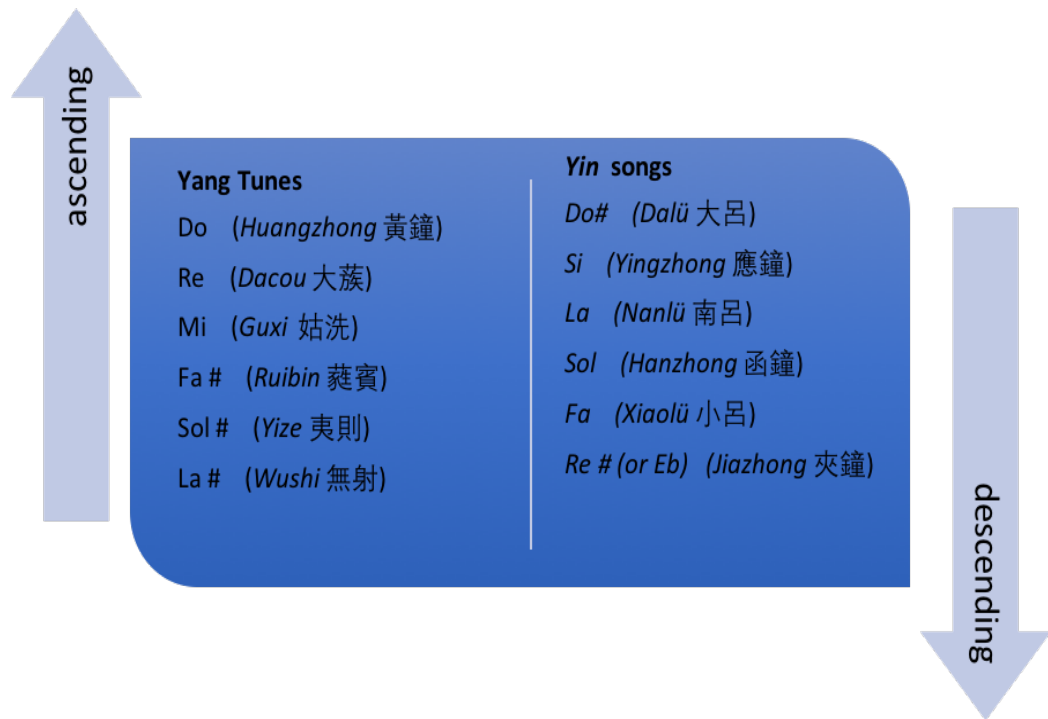 ascending
Yang Tunes
Do (Huangzhong 黃鐘)
Re (Dacou 大蔟)
Mi (Guxi 姑洗)
Fa # (Ruibin 蕤賓)
Sol # (Yize 夷則)
La # (Wushi 無射)
Yin songs
Do# (Dalü 大呂)
Si (Yingzhong 應鐘)
La (Nanlü 南呂)
Sol (Hanzhong 函鐘)
Fa (Xiaolü 小呂)
Re # (or Eb) (Jiazhong 夾鐘)
descending